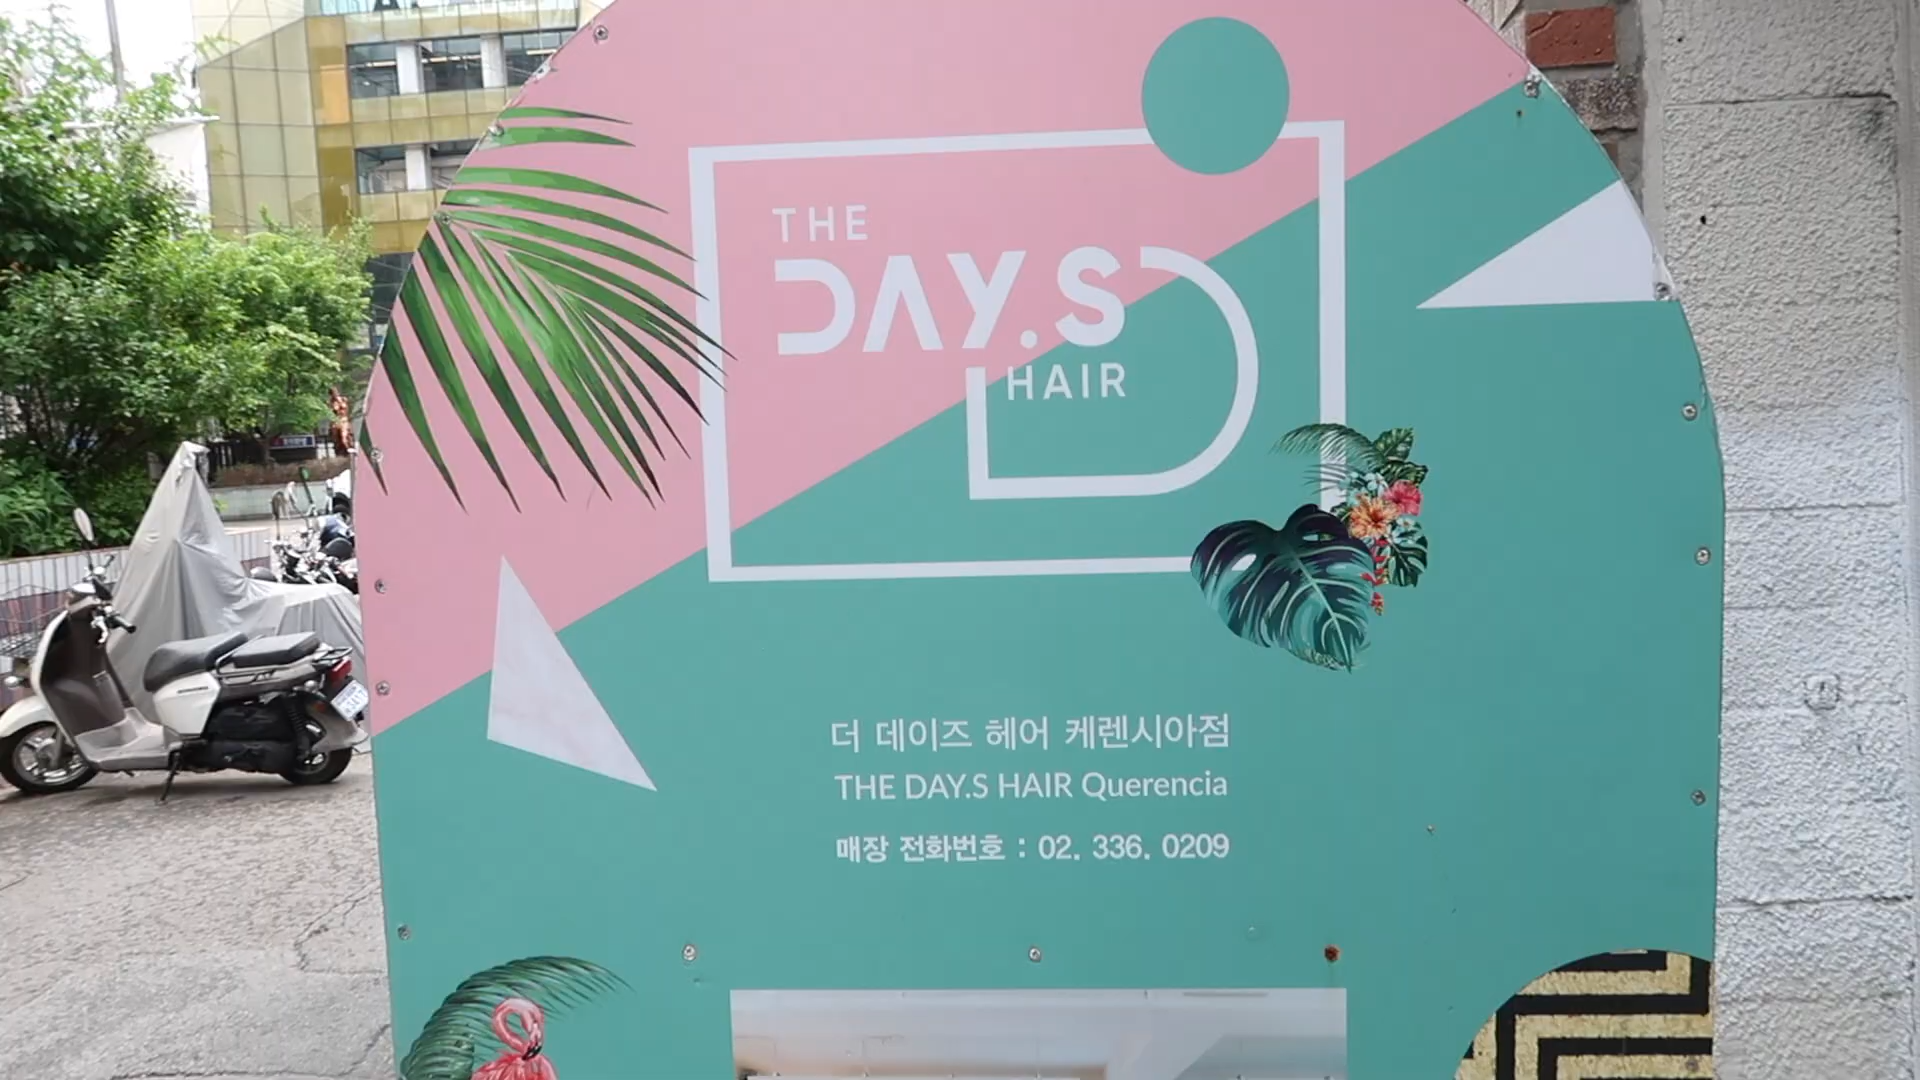 THE
DAY.S
HAIR
더 데이즈 헤어 케렌시아점
THE DAY.S HAIR Querencia
매장 전화번호 : 02. 336. 0209